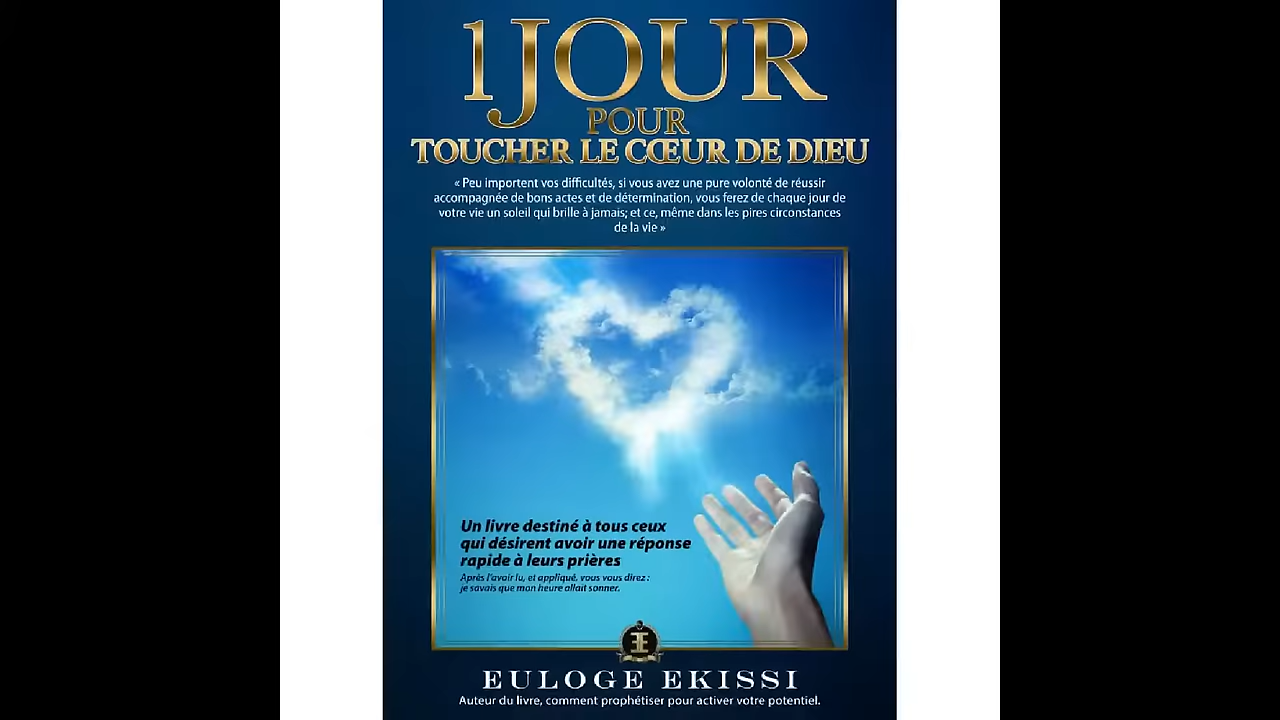 1 JOUR
POUR
TOUCHER LE CŒUR DE DIEU
« Peu importent vos difficultés, si vous avez une pure volonté de réussir
accompagnée de bons actes et de détermination, vous ferez de chaque jour de
votre vie un soleil qui brille à jamais; et ce, même dans les pires circonstances
de la vie »
Un livre destiné à tous ceux
qui désirent avoir une réponse
rapide à leurs prières
Après l'avoir lu, et appliqué, vous vous direz :
je savais que mon heure allait sonner.
EULOGE EKISSI
Auteur du livre, comment prophétiser pour activer votre potentiel.